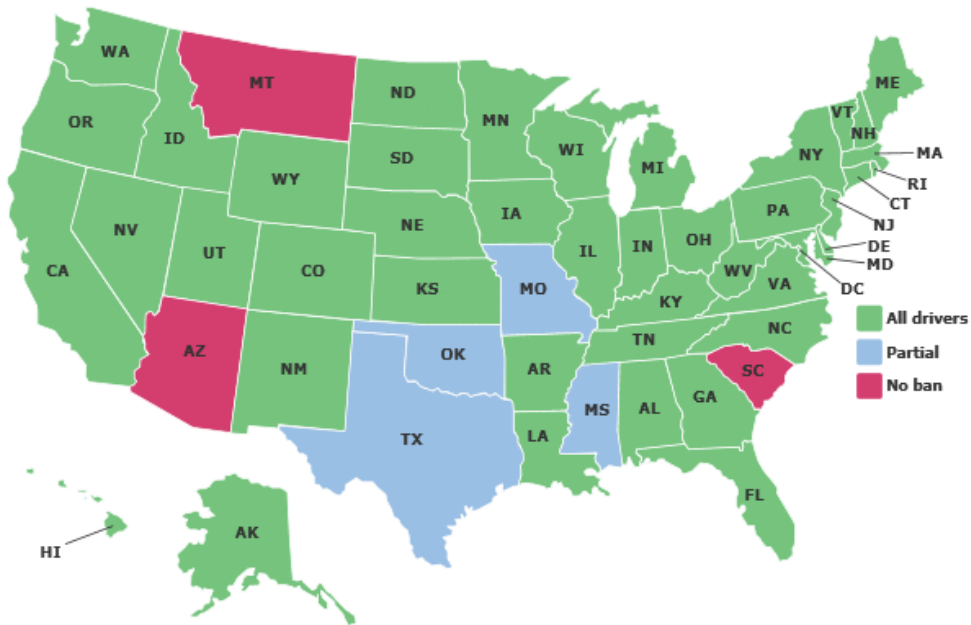 WA
MT
ND
MN
ME
VT
NH
OR
ID
SD
WI
MI
NY
MA
WY
RI
CT
IA
PA
NE
NJ
NV
UT
CO
IL
IN
OH
DE
MD
CA
KS
MO
WV
VA
DC
KY
All drivers
NC
TN
AZ
NM
OK
AR
SC
Partial
No ban
TX
MS
AL
GA
LA
FL
HI
AK